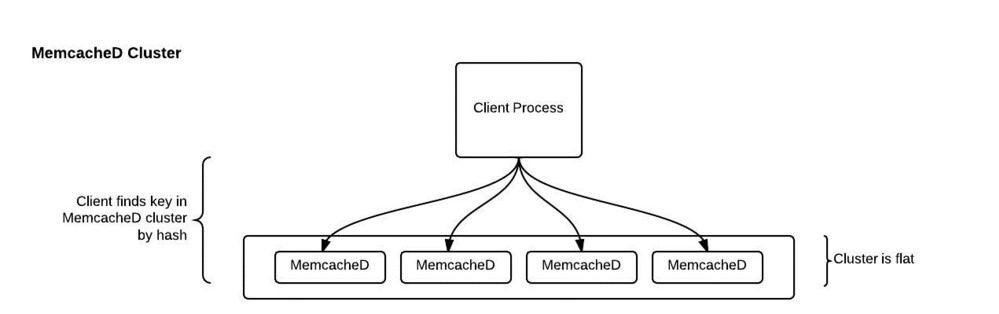 MemcacheD Cluster
Client Process
Client finds key in
MemcacheD cluster
by hash
MemcacheD
MemcacheD
MemcacheD
MemcacheD
Cluster is flat